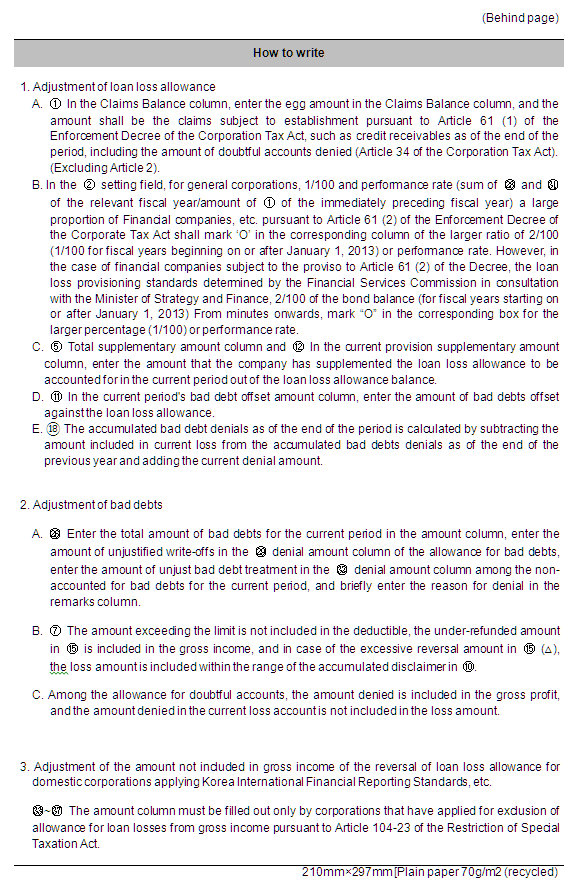 (Behind page)
How to write
1. Adjustment of loan loss allowance
A. ① In the Claims Balance column, enter the egg amount in the Claims Balance column, and the
amount shall be the claims subject to establishment pursuant to Article 61 (1) of the
Enforcement Decree of the Corporation Tax Act, such as credit receivables as of the end of the
period, including the amount of doubtful accounts denied (Article 34 of the Corporation Tax Act).
(Excluding Article 2).
B. In the ② setting field, for general corporations, 1/100 and performance rate (sum of and
of the relevant fiscal year/amount of ① of the immediately preceding fiscal year) a large
proportion of Financial companies, etc. pursuant to Article 61 (2) of the Enforcement Decree of
the Corporate Tax Act shall mark 'O' in the corresponding column of the larger ratio of 2/100
(1/100 for fiscal years beginning on or after January 1, 2013) or performance rate. However, in
the case of financial companies subject to the proviso to Article 61 (2) of the Decree, the loan
loss provisioning standards determined by the Financial Services Commission in consultation
with the Minister of Strategy and Finance, 2/100 of the bond balance (for fiscal years starting on
or after January 1, 2013) From minutes onwards, mark "O" in the corresponding box for the
larger percentage (1/100) or performance rate.
C. ⑤ Total supplementary amount column and ⑫ In the current provision supplementary amount
column, enter the amount that the company has supplemented the loan loss allowance to be
accounted for in the current period out of the loan loss allowance balance.
D. ⑪ In the current period's bad debt offset amount column, enter the amount of bad debts offset
against the loan loss allowance.
E. ⑱ The accumulated bad debt denials as of the end of the period is calculated by subtracting the
amount included in current loss from the accumulated bad debts denials as of the end of the
previous year and adding the current denial amount.
2. Adjustment of bad debts
A. Enter the total amount of bad debts for the current period in the amount column, enter the
amount of unjustified write-offs in the denial amount column of the allowance for bad debts,
enter the amount of unjust bad debt treatment in the denial amount column among the non-
accounted for bad debts for the current period, and briefly enter the reason for denial in the
remarks column.
B. ⑦ The amount exceeding the limit is not included in the deductible, the under-refunded amount
in ⑮ is included in the gross income, and in case of the excessive reversal amount in ⑮ (△),
the loss amount is included within the range of the accumulated disclaimer in ⑩.
C. Among the allowance for doubtful accounts, the amount denied is included in the gross profit,
and the amount denied in the current loss account is not included in the loss amount.
3. Adjustment of the amount not included in gross income of the reversal of loan loss allowance for
domestic corporations applying Korea International Financial Reporting Standards, etc.
~ The amount column must be filled out only by corporations that have applied for exclusion of
allowance for loan losses from gross income pursuant to Article 104-23 of the Restriction of Special
Taxation Act.
210mm×297mm[Plain paper 70g/m2 (recycled)